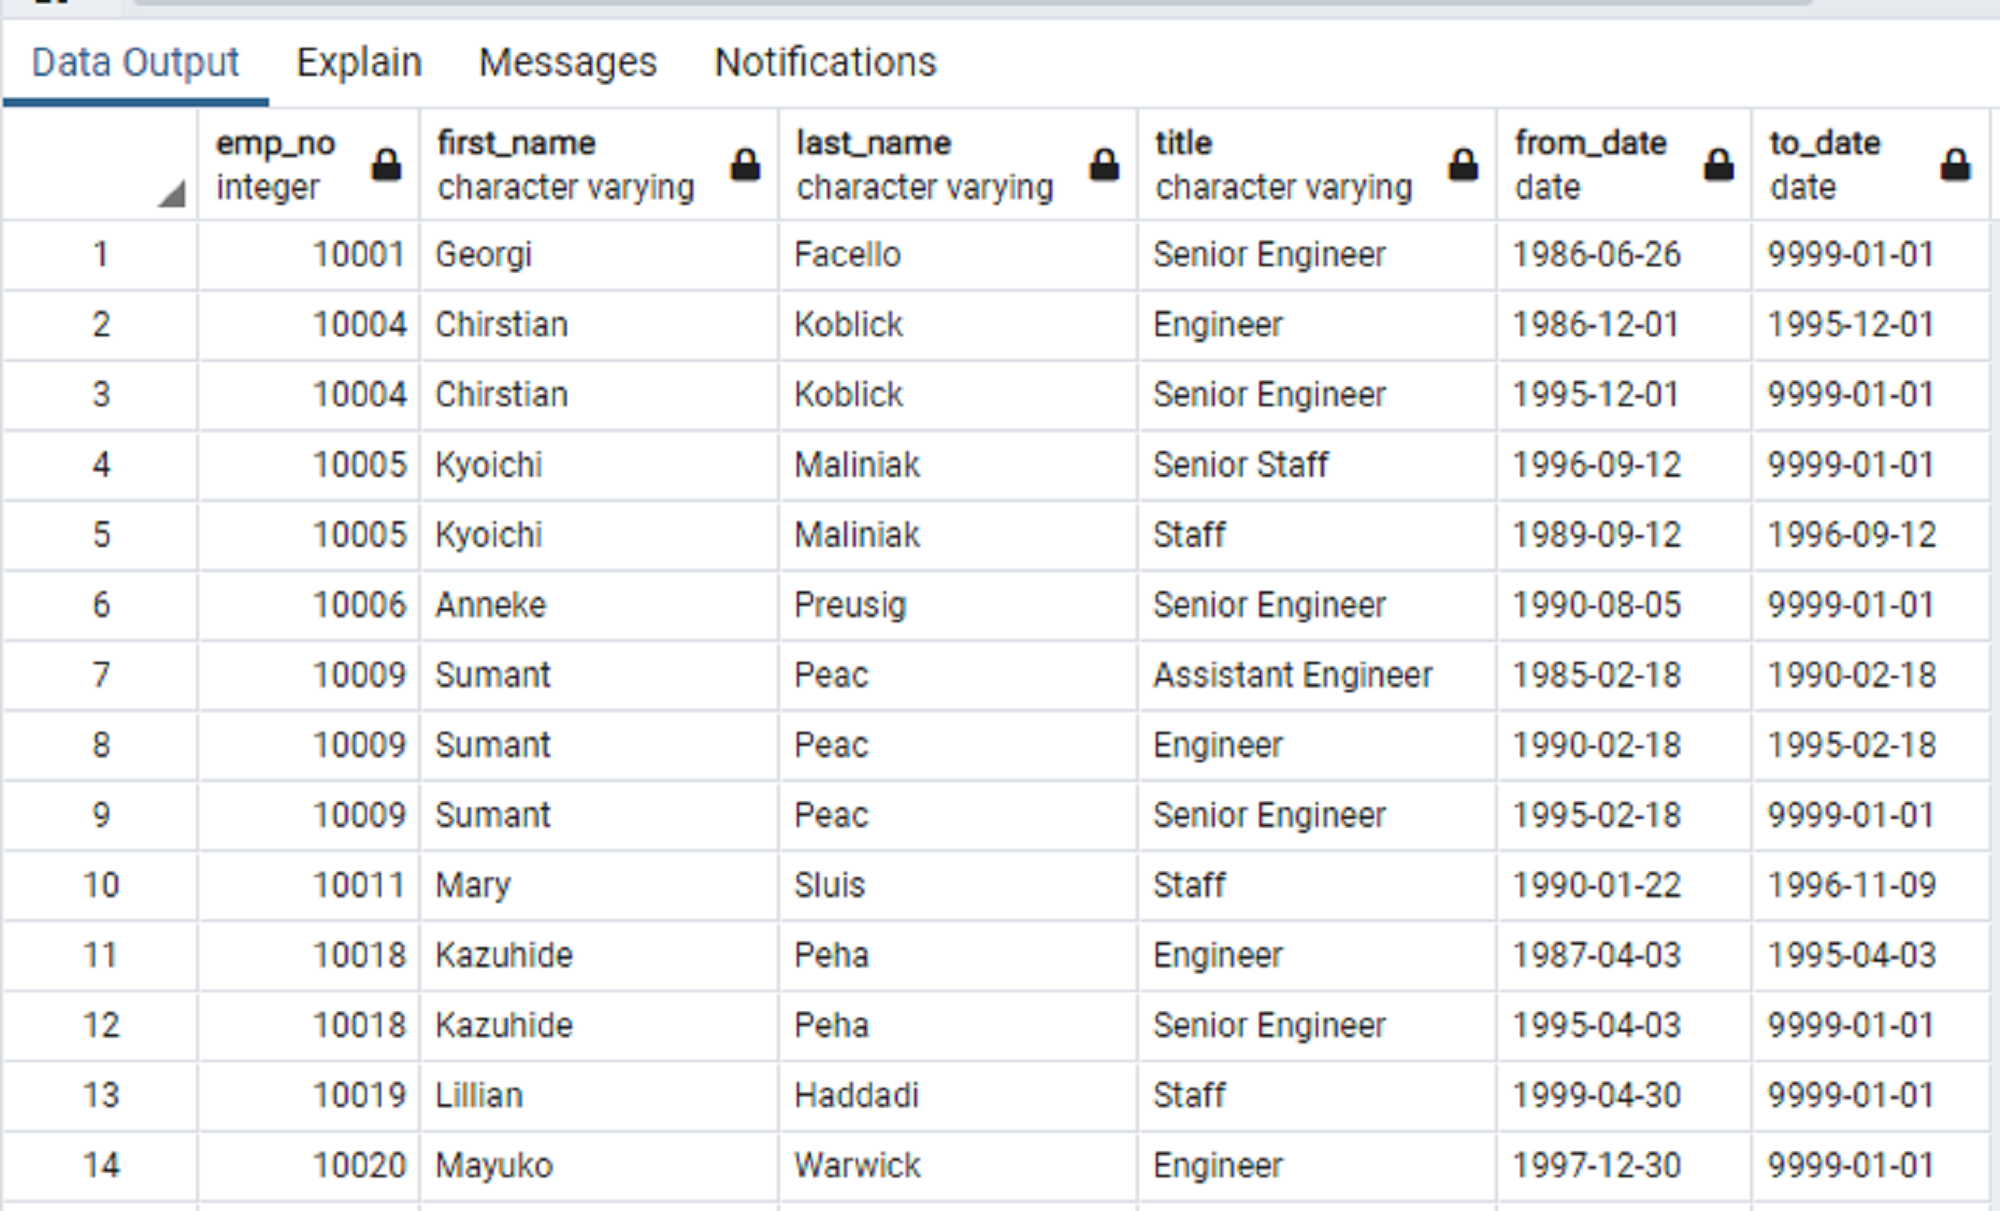 Data Output Explain Messages Notifications
emp_no first_name last_name title from_date to_date
integer character varying character varying character varying date date
1 10001 Georgi Facello Senior Engineer 1986-06-26 9999-01-01
2 10004 Chirstian Koblick Engineer 1986-12-01 1995-12-01
3 10004 Chirstian Koblick Senior Engineer 1995-12-01 9999-01-01
4 10005 Kyoichi Maliniak Senior Staff 1996-09-12 9999-01-01
5 10005 Kyoichi Maliniak Staff 1989-09-12 1996-09-12
6 10006 Anneke Preusig Senior Engineer 1990-08-05 9999-01-01
7 10009 Sumant Peac Assistant Engineer 1985-02-18 1990-02-18
8 10009 Sumant Peac Engineer 1990-02-18 1995-02-18
9 10009 Sumant Peac Senior Engineer 1995-02-18 9999-01-01
10 10011 Mary Sluis Staff 1990-01-22 1996-11-09
11 10018 Kazuhide Peha Engineer 1987-04-03 1995-04-03
12 10018 Kazuhide Peha Senior Engineer 1995-04-03 9999-01-01
13 10019 Lillian Haddadi Staff 1999-04-30 9999-01-01
14 10020 Mayuko Warwick Engineer 1997-12-30 9999-01-01